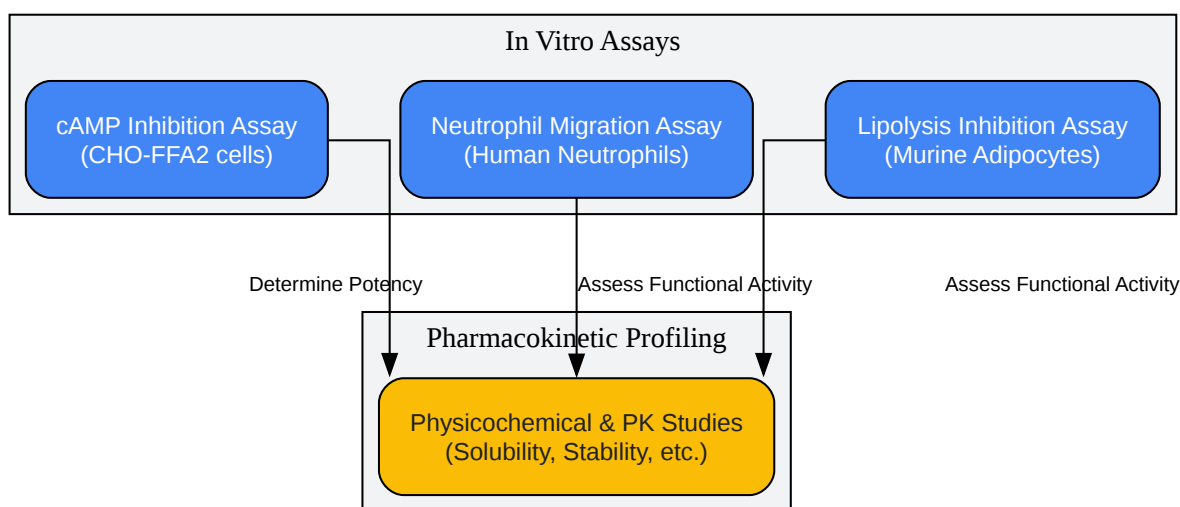 In Vitro Assays
cAMP Inhibition Assay
(CHO-FFA2 cells)
Neutrophil Migration Assay
(Human Neutrophils)
Lipolysis Inhibition Assay
(Murine Adipocytes)
Determine Potency
Assess Functional Activity
Assess Functional Activity
Pharmacokinetic Profiling
Physicochemical & PK Studies
(Solubility, Stability, etc.)